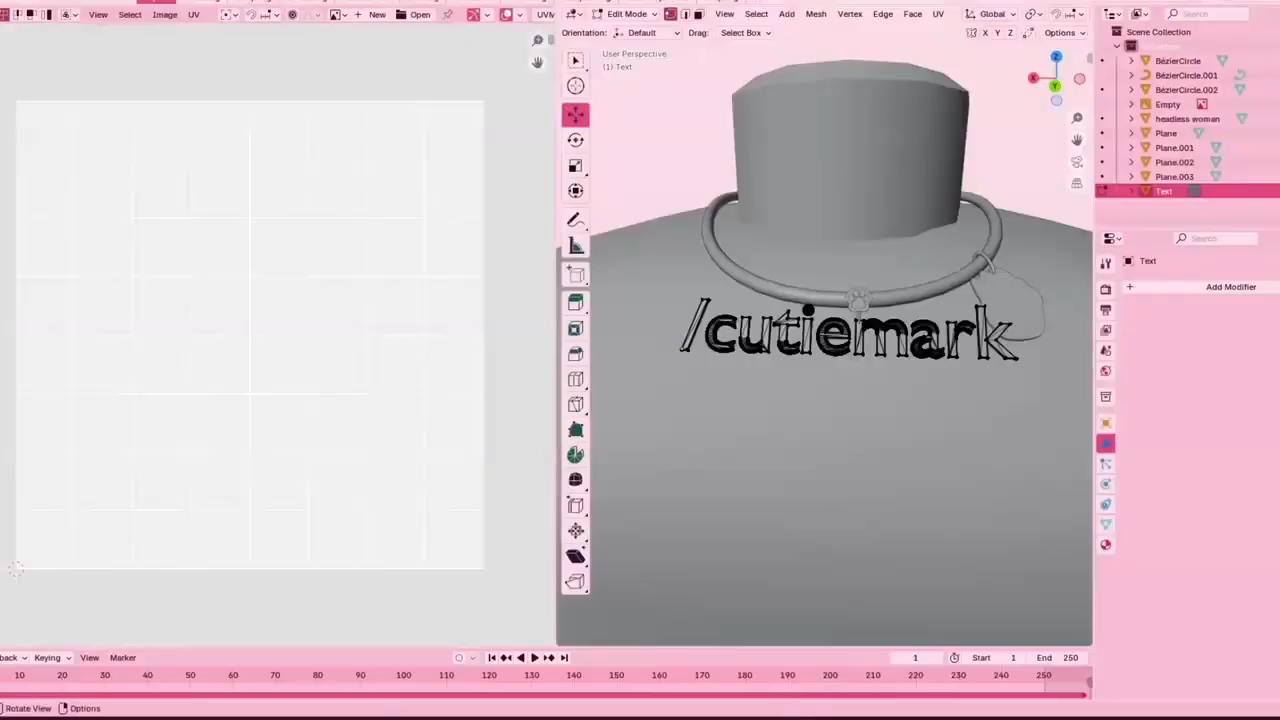 View Select Image UV New Open UVM
Edit Mode View Select Add Mesh Vertex Edge Face UV Global
Search
Orientation: Default Drag: Select Box X Y Z Options
Scene Collection
User Perspective
(1) Text
BézierCircle
BézierCircle.001
BézierCircle.002
Empty
headless woman
Plane
Plane.001
Plane.002
Plane.003
Text
Z
X
Y
Search
Text
Add Modifier
/cutiemark
back Keying View Marker 1 Start 1 End 250
10 20 30 40 50 60 70 80 90 100 110 120 130 140 150 160 170 180 190 200 210 220 230 240 250
Rotate View Options